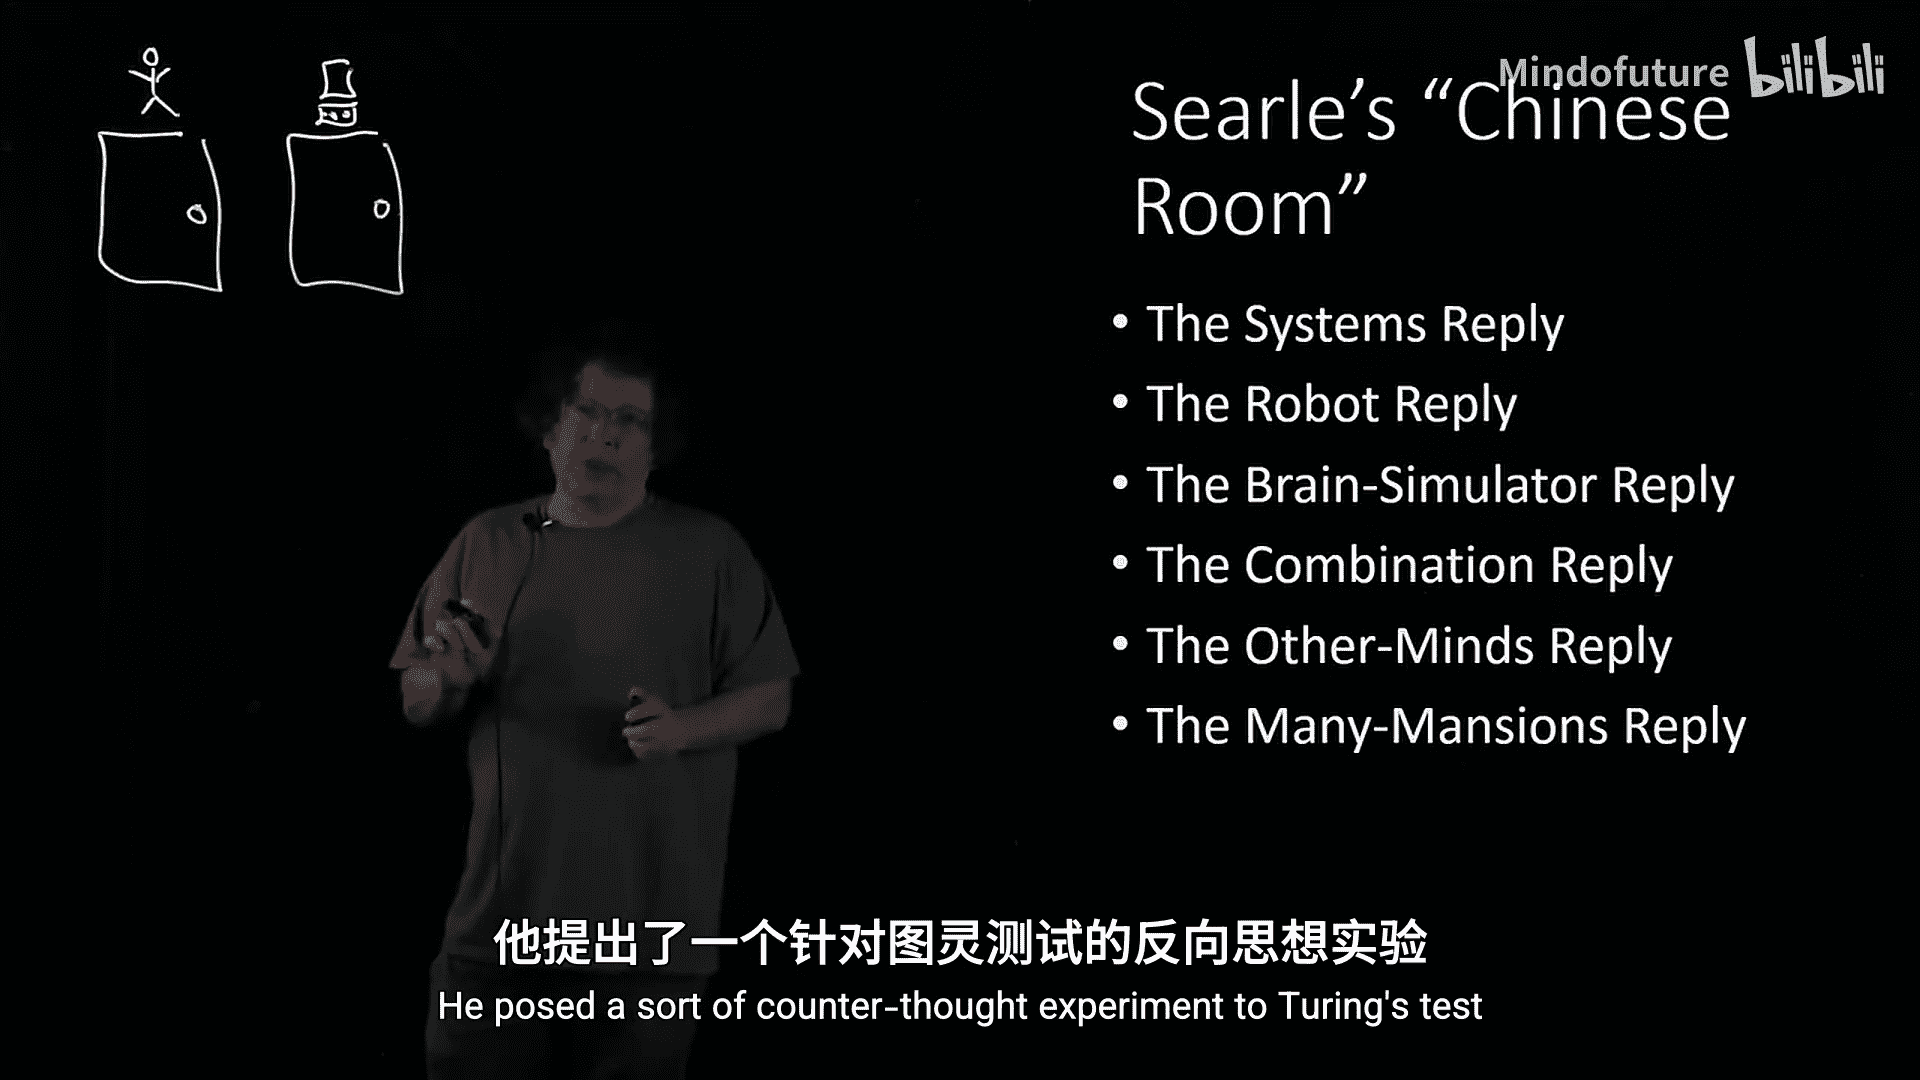 Mindofuture bilibili
Searle’s “Chinese
Room”
• The Systems Reply
• The Robot Reply
• The Brain-Simulator Reply
• The Combination Reply
• The Other-Minds Reply
• The Many-Mansions Reply
他提出了一个针对图灵测试的反向思想实验
He posed a sort of counter-thought experiment to Turing's test